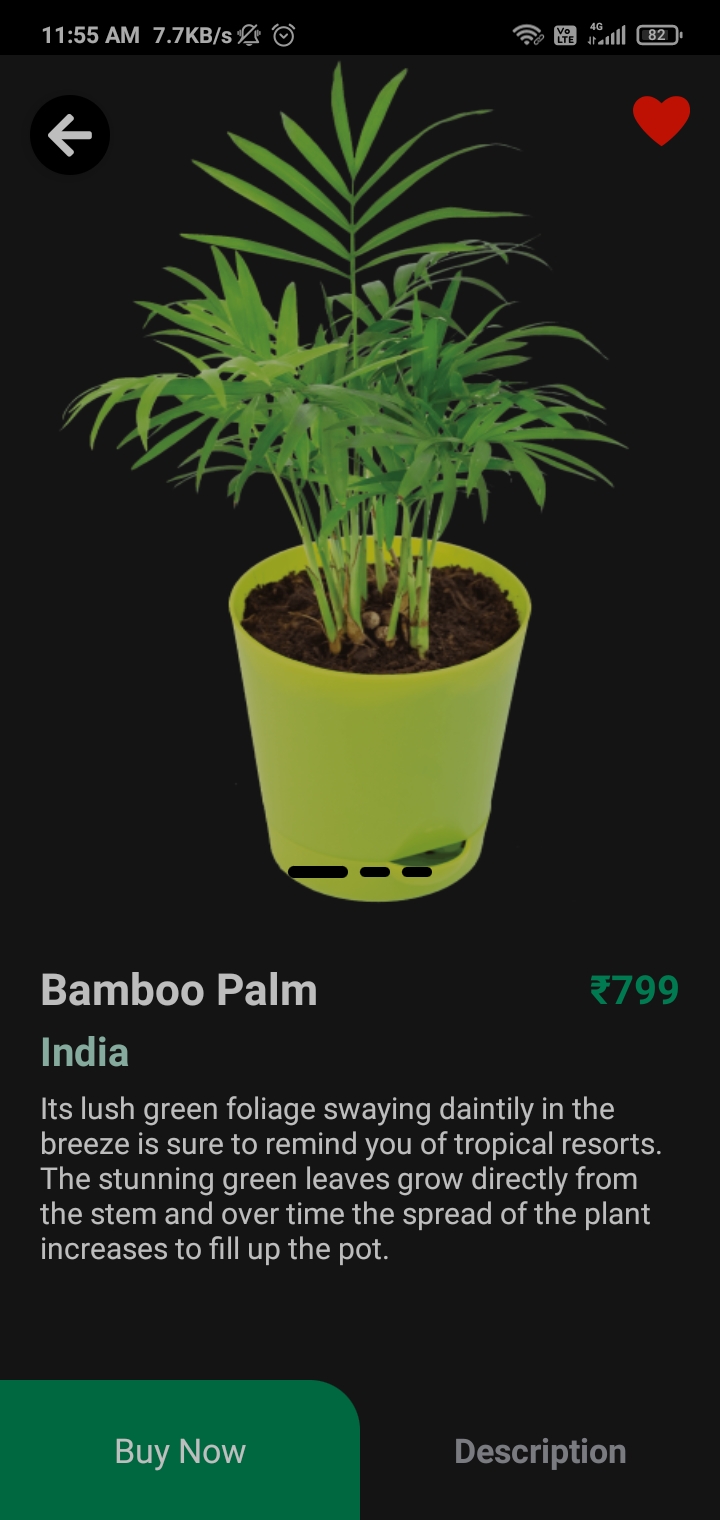 11:55 AM 7.7KB/s
Vo LTE 4G 82
Bamboo Palm
₹799
India
Its lush green foliage swaying daintily in the
breeze is sure to remind you of tropical resorts.
The stunning green leaves grow directly from
the stem and over time the spread of the plant
increases to fill up the pot.
Buy Now
Description